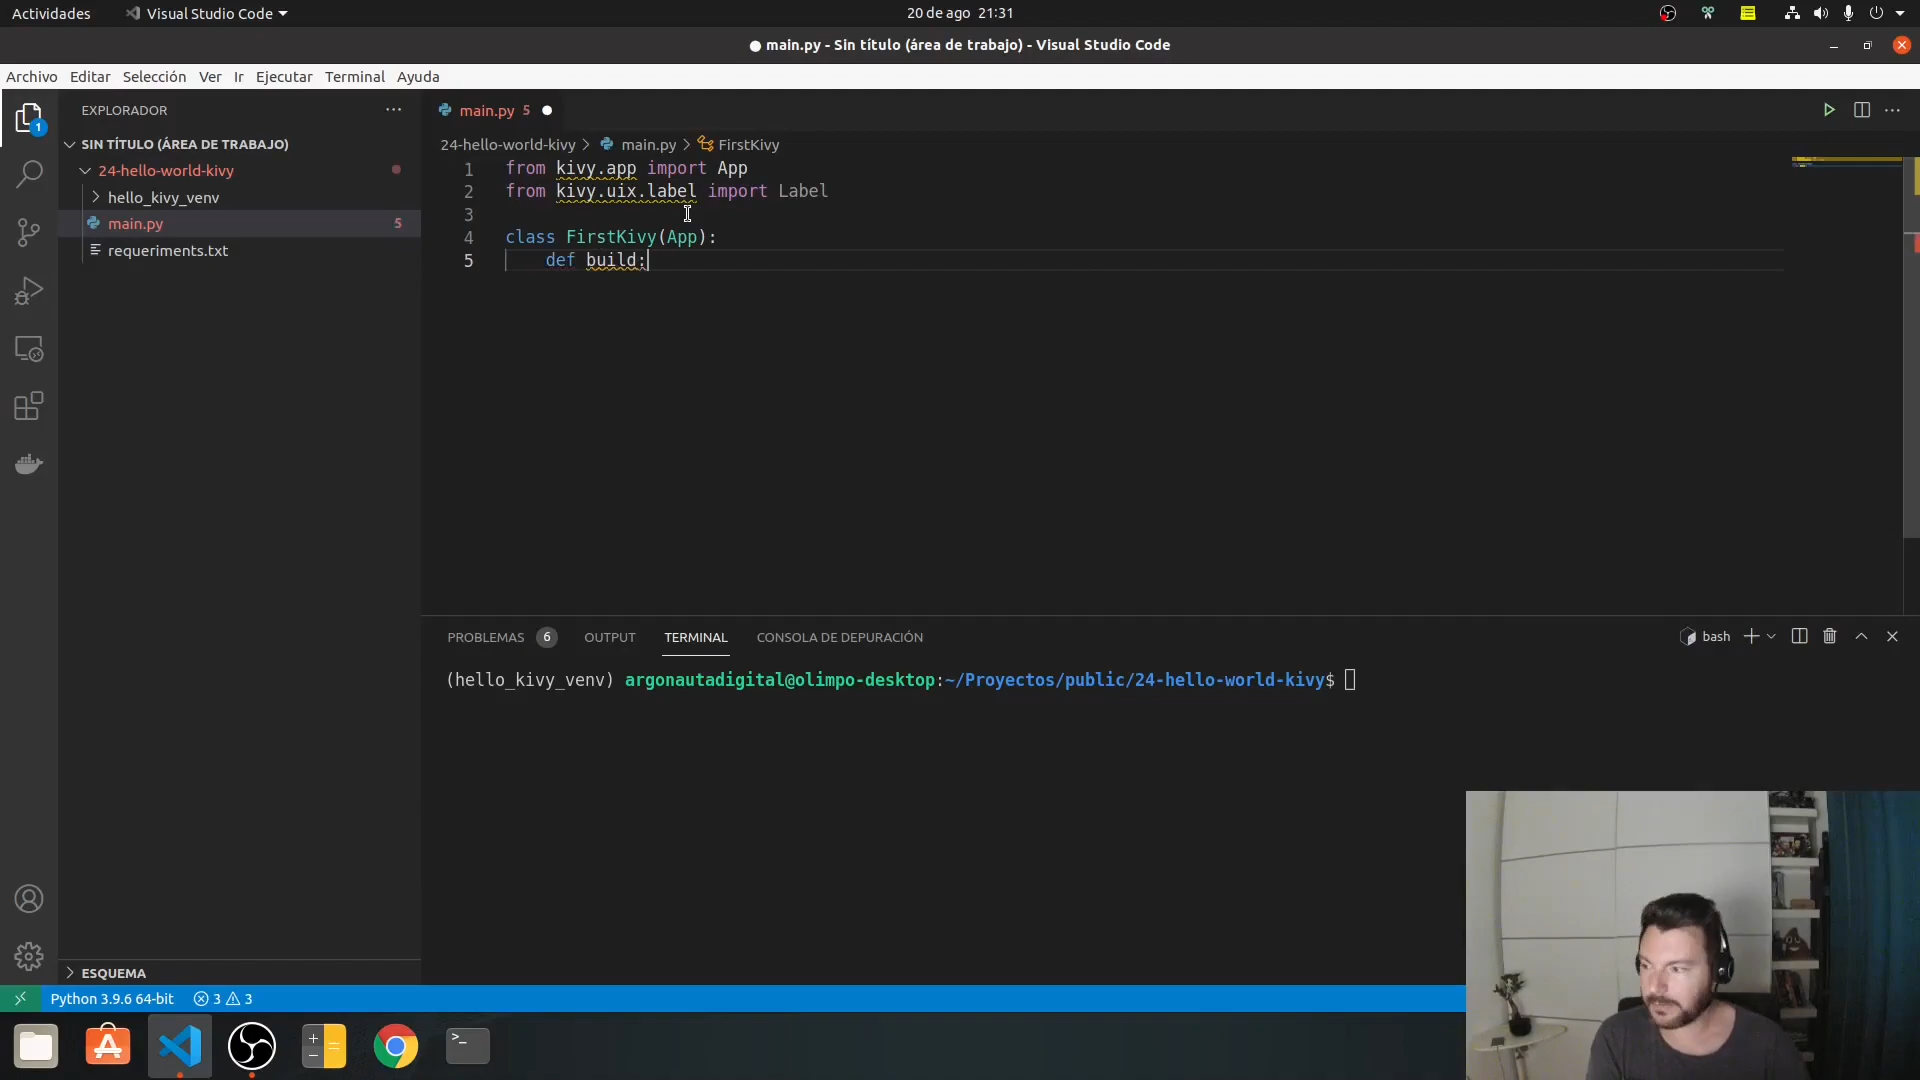 Actividades
Visual Studio Code
20 de ago 21:31
main.py - Sin título (área de trabajo) - Visual Studio Code
Archivo Editar Selección Ver Ir Ejecutar Terminal Ayuda
1
EXPLORADOR
SIN TÍTULO (ÁREA DE TRABAJO)
24-hello-world-kivy
hello_kivy_venv
main.py 5
requeriments.txt
ESQUEMA
main.py 5
24-hello-world-kivy > main.py > FirstKivy
1 from kivy.app import App
2 from kivy.uix.label import Label
3
4 class FirstKivy(App):
5 def build:
PROBLEMAS 6 OUTPUT TERMINAL CONSOLA DE DEPURACIÓN
bash
(hello_kivy_venv) argonautadigital@olimpo-desktop:~/Proyectos/public/24-hello-world-kivy$
Python 3.9.6 64-bit 3 3